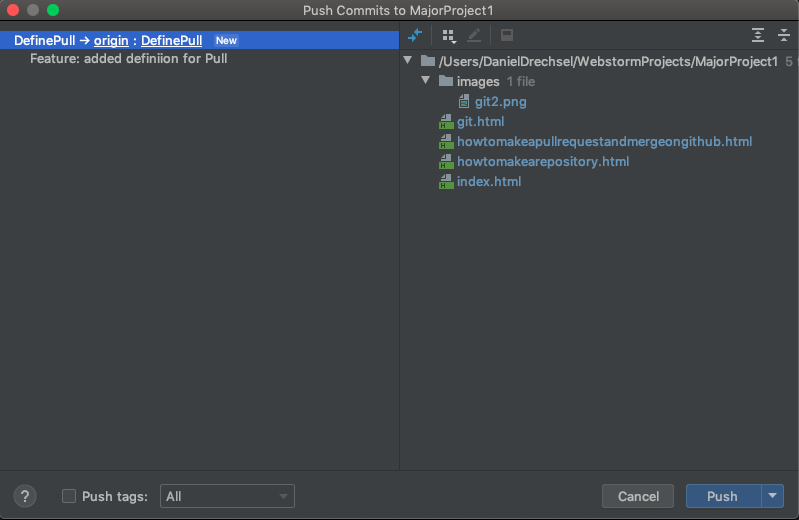 Push Commits to MajorProject1
DefinePull → origin : DefinePull New
Feature: added definiion for Pull
/Users/DanielDrechsel/WebstormProjects/MajorProject1 5 f
images 1 file
git2.png
git.html
howtomakeapullrequestandmergeongithub.html
howtomakearepository.html
index.html
? Push tags: All Cancel Push